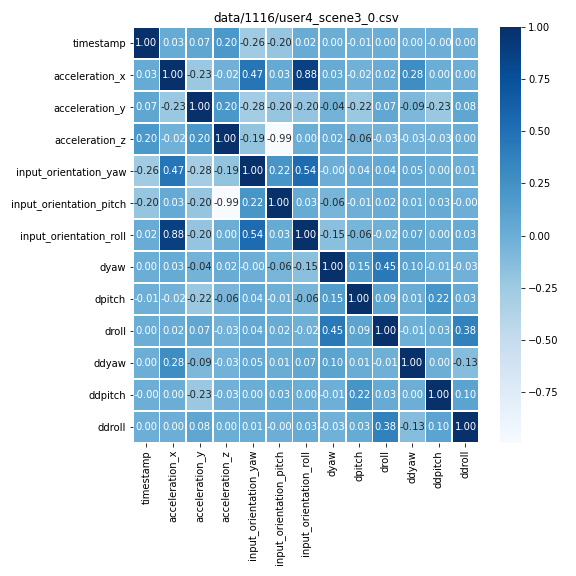 data/1116/user4_scene3_0.csv
timestamp 1.00 0.03 0.07 0.20 -0.26 -0.20 0.02 0.00 -0.01 0.00 0.00 -0.00 0.00
acceleration_x 0.03 1.00 -0.23 -0.02 0.47 0.03 0.88 0.03 -0.02 0.02 0.28 0.00 0.00
acceleration_y 0.07 -0.23 1.00 0.20 -0.28 -0.20 -0.20 -0.04 -0.22 0.07 -0.09 -0.23 0.08
acceleration_z 0.20 -0.02 0.20 1.00 -0.19 -0.99 0.00 0.02 -0.06 -0.03 -0.03 -0.03 0.00
input_orientation_yaw -0.26 0.47 -0.28 -0.19 1.00 0.22 0.54 -0.00 0.04 0.04 0.05 0.00 0.01
input_orientation_pitch -0.20 0.03 -0.20 -0.99 0.22 1.00 0.03 -0.06 -0.01 0.02 0.01 0.03 -0.00
input_orientation_roll 0.02 0.88 -0.20 0.00 0.54 0.03 1.00 -0.15 -0.06 -0.02 0.07 0.00 0.03
dyaw 0.00 0.03 -0.04 0.02 -0.00 -0.06 -0.15 1.00 0.15 0.45 0.10 -0.01 -0.03
dpitch -0.01 -0.02 -0.22 -0.06 0.04 -0.01 -0.06 0.15 1.00 0.09 0.01 0.22 0.03
droll 0.00 0.02 0.07 -0.03 0.04 0.02 -0.02 0.45 0.09 1.00 -0.01 0.03 0.38
ddyaw 0.00 0.28 -0.09 -0.03 0.05 0.01 0.07 0.10 0.01 -0.01 1.00 0.00 -0.13
ddpitch -0.00 0.00 -0.23 -0.03 0.00 0.03 0.00 -0.01 0.22 0.03 0.00 1.00 0.10
ddroll 0.00 0.00 0.08 0.00 0.01 -0.00 0.03 -0.03 0.03 0.38 -0.13 0.10 1.00
timestamp
acceleration_x
acceleration_y
acceleration_z
input_orientation_yaw
input_orientation_pitch
input_orientation_roll
dyaw
dpitch
droll
ddyaw
ddpitch
ddroll
1.00
0.75
0.50
0.25
0.00
-0.25
-0.50
-0.75